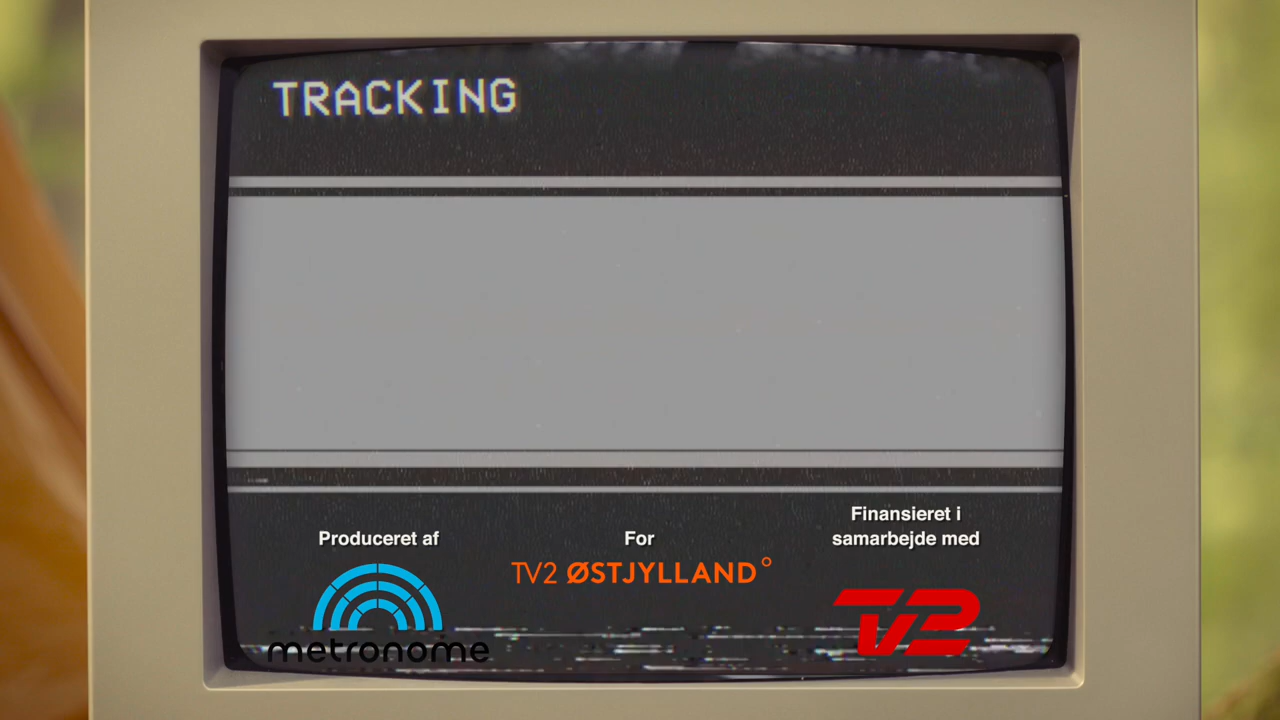 TRACKING
Produceret af
metronome
For
TV2 ØSTJYLLAND°
Finansieret i
samarbejde med
TV2